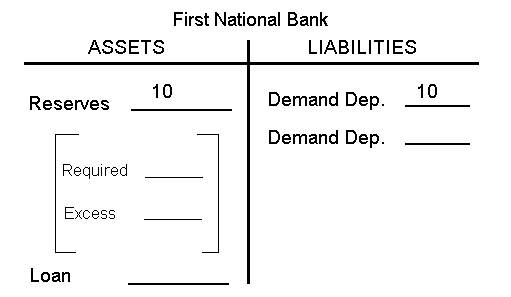 First National Bank
ASSETS LIABILITIES
Reserves 10 Demand Dep. 10
Demand Dep.
Required
Excess
Loan